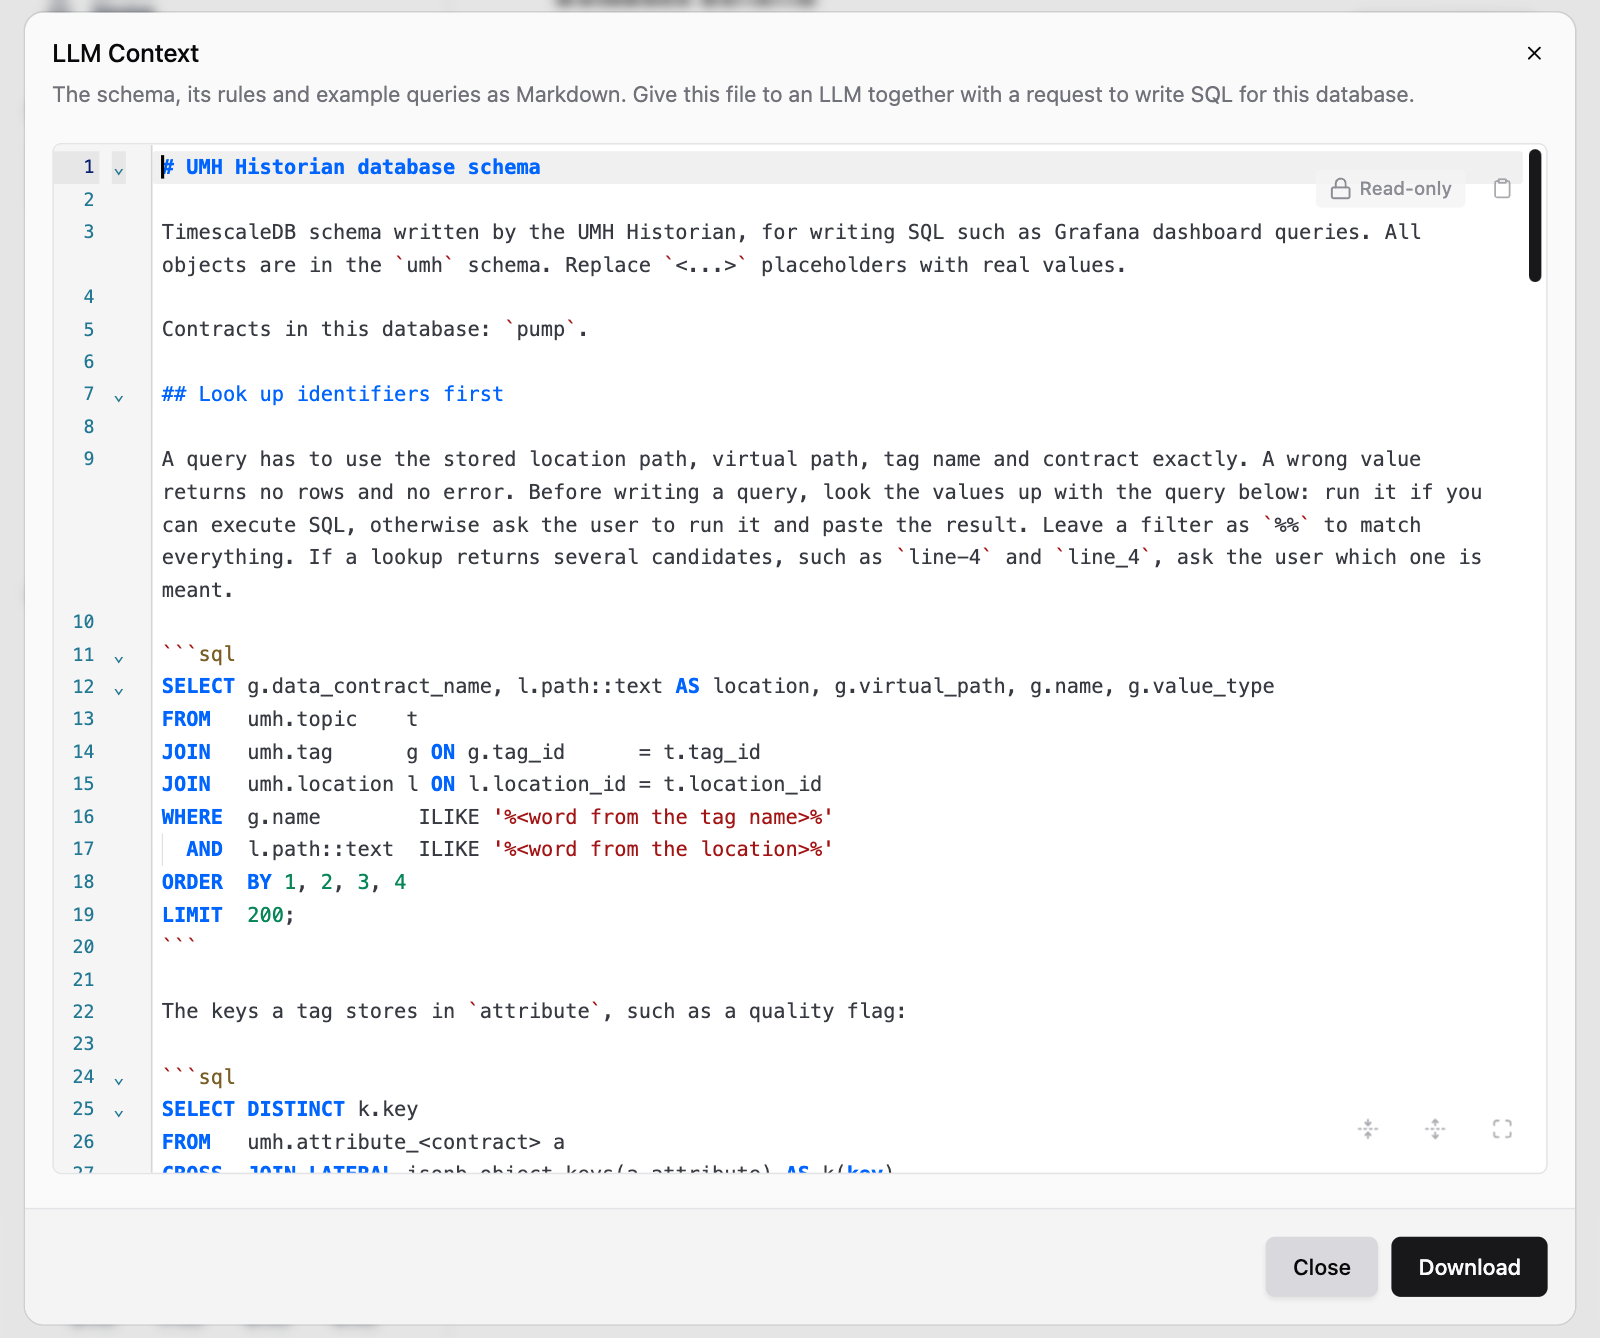 LLM Context
The schema, its rules and example queries as Markdown. Give this file to an LLM together with a request to write SQL for this database.
1 # UMH Historian database schema
Read-only
2
3 TimescaleDB schema written by the UMH Historian, for writing SQL such as Grafana dashboard queries. All
objects are in the `umh` schema. Replace `<...>` placeholders with real values.
4
5 Contracts in this database: `pump`.
6
7 ## Look up identifiers first
8
9 A query has to use the stored location path, virtual path, tag name and contract exactly. A wrong value
returns no rows and no error. Before writing a query, look the values up with the query below: run it if you
can execute SQL, otherwise ask the user to run it and paste the result. Leave a filter as `%%` to match
everything. If a lookup returns several candidates, such as `line-4` and `line_4`, ask the user which one is
meant.
10
11 ```sql
12 SELECT g.data_contract_name, l.path::text AS location, g.virtual_path, g.name, g.value_type
13 FROM   umh.topic    t
14 JOIN   umh.tag      g ON g.tag_id      = t.tag_id
15 JOIN   umh.location l ON l.location_id = t.location_id
16 WHERE  g.name        ILIKE '%<word from the tag name>%'
17   AND  l.path::text  ILIKE '%<word from the location>%'
18 ORDER  BY 1, 2, 3, 4
19 LIMIT  200;
20 ```
21
22 The keys a tag stores in `attribute`, such as a quality flag:
23
24 ```sql
25 SELECT DISTINCT k.key
26 FROM   umh.attribute_<contract> a
27 CROSS  JOIN LATERAL jsonb_object_keys(a.attribute) AS k(key)
Close
Download